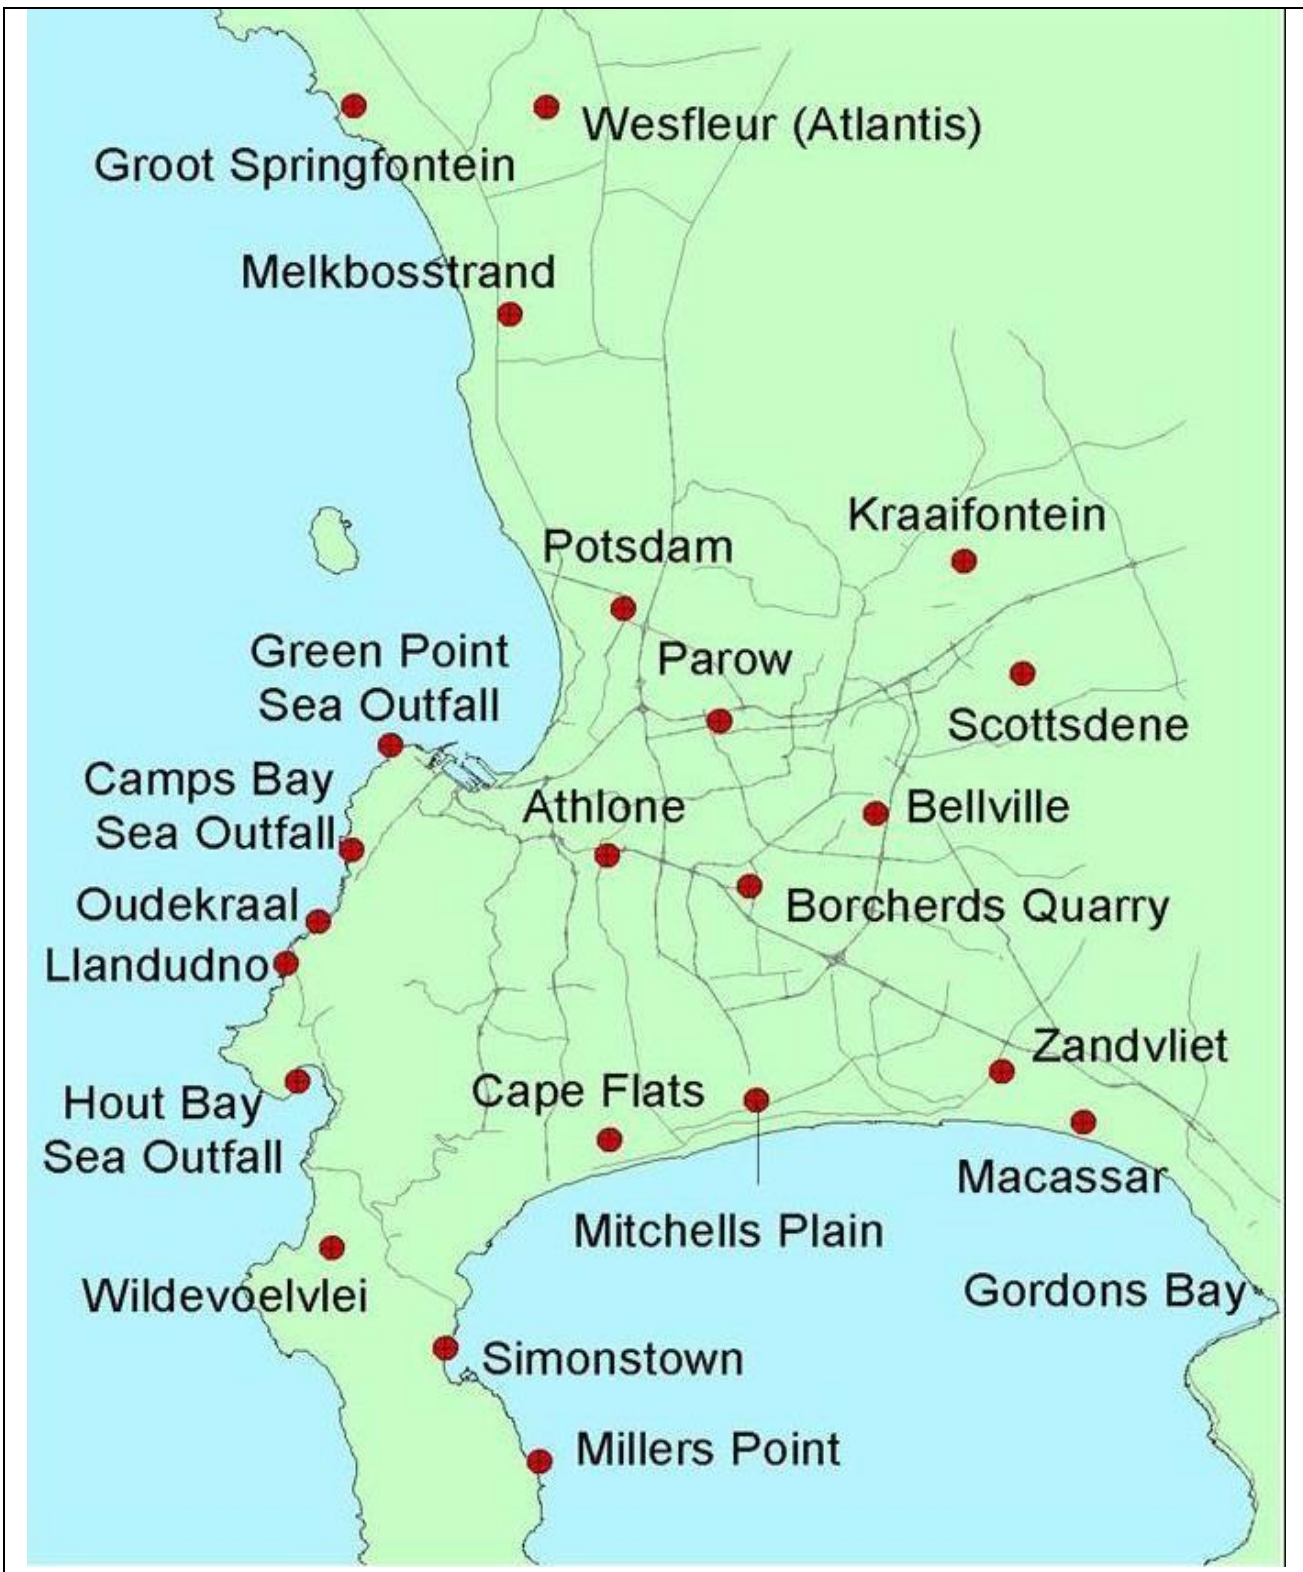 Wesfleur (Atlantis)
Groot Springfontein
Melkbosstrand
Kraaifontein
Potsdam
Green Point
Sea Outfall
Parow
Scottsdene
Camps Bay
Sea Outfall
Athlone
Bellville
Oudekraal
Borcherds Quarry
Llandudno
Zandvliet
Hout Bay
Sea Outfall
Cape Flats
Macassar
Mitchells Plain
Wildevoelvlei
Gordons Bay
Simonstown
Millers Point